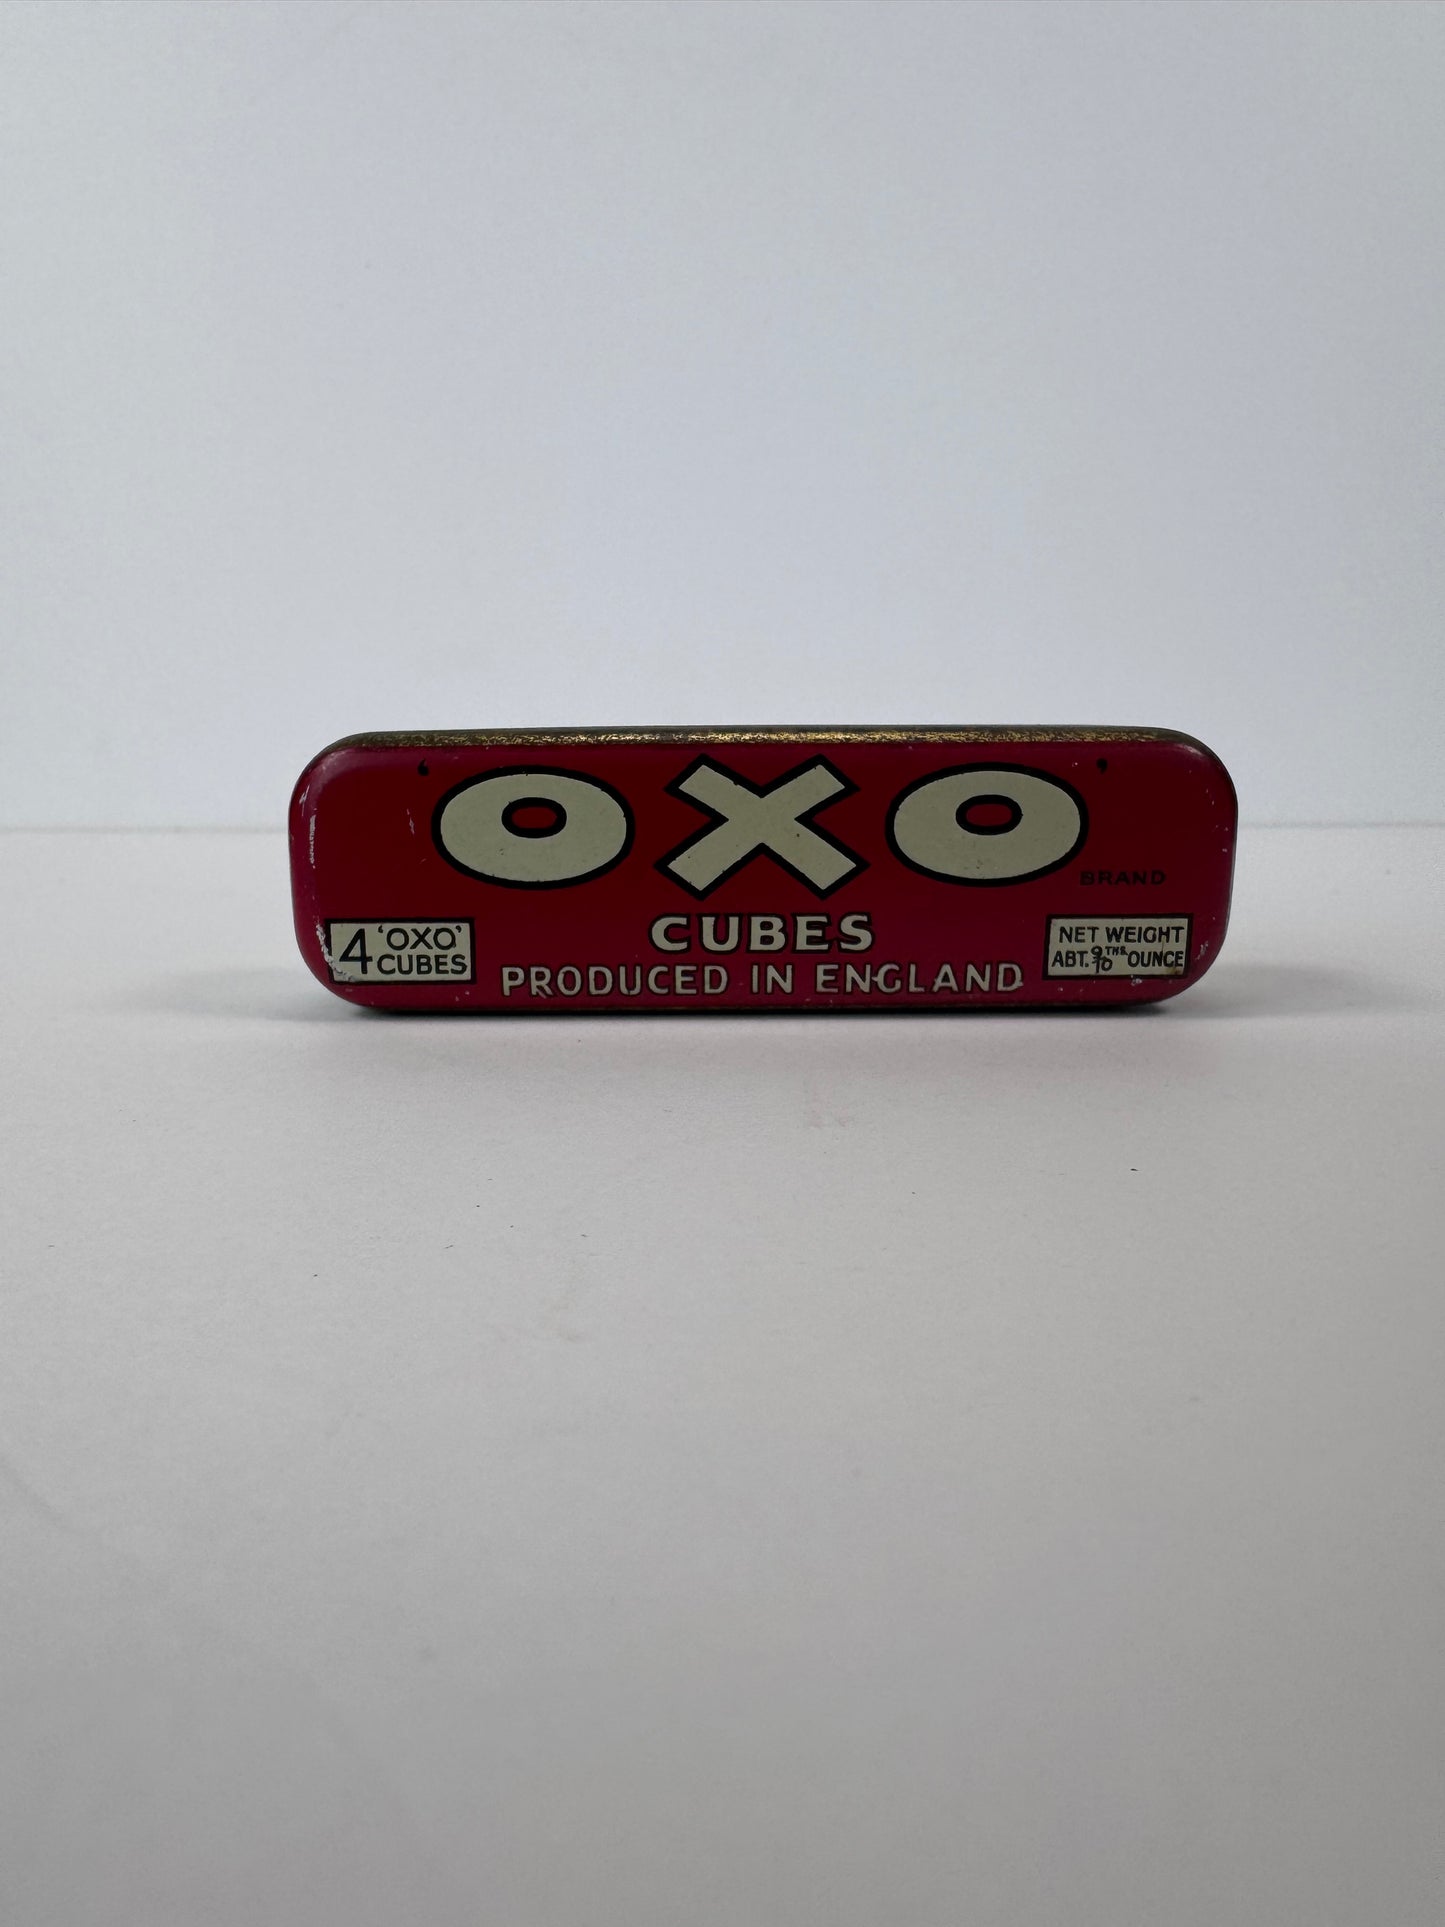 'OXO'
BRAND
CUBES
PRODUCED IN ENGLAND
4 'OXO'
CUBES
NET WEIGHT
ABT. 9/10THS OUNCE